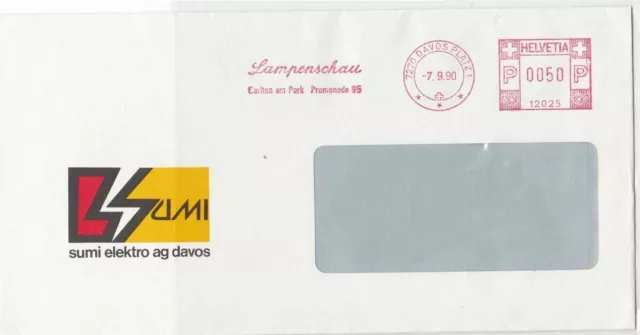 Lampenschau
Carlton am Park Promenade 95
7270 DAVOS PLATZ 1
-7. 9.90
HELVETIA
P 0050 P
12025
SUMI
sumi elektro ag davos